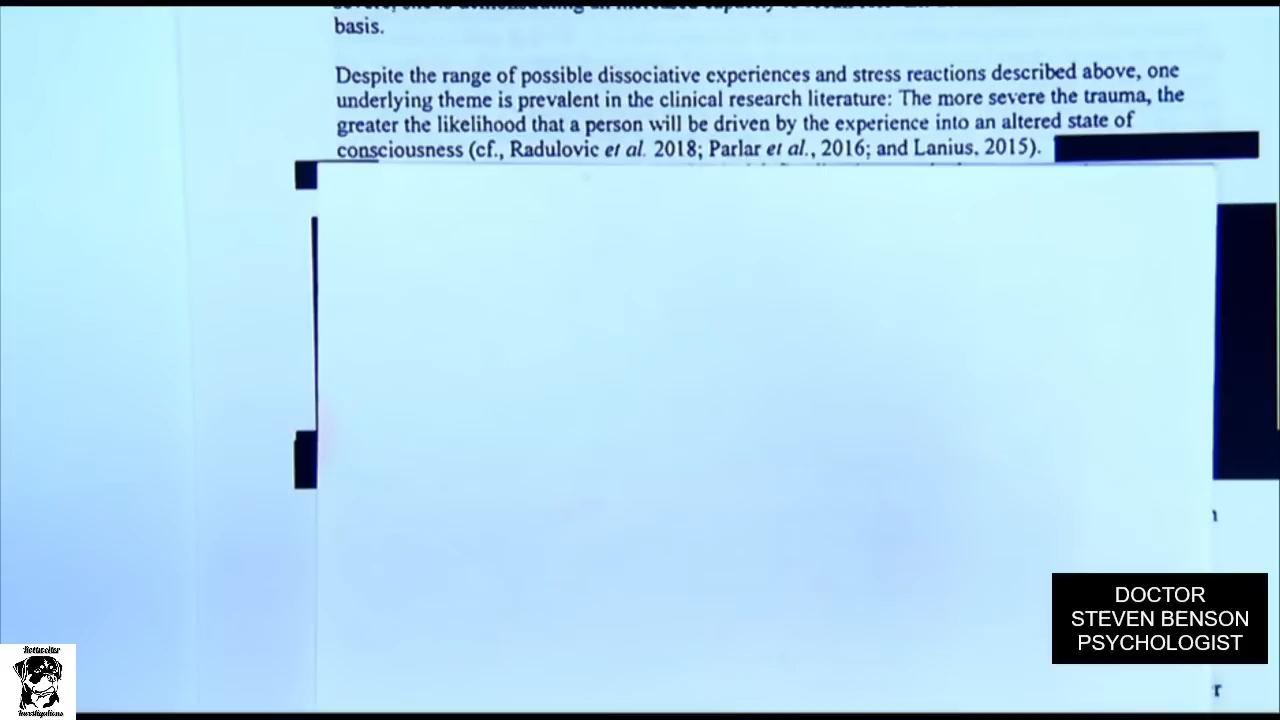 basis.
Despite the range of possible dissociative experiences and stress reactions described above, one
underlying theme is prevalent in the clinical research literature: The more severe the trauma, the
greater the likelihood that a person will be driven by the experience into an altered state of
consciousness (cf., Radulovic et al. 2018; Parlar et al., 2016; and Lanius, 2015).
DOCTOR
STEVEN BENSON
PSYCHOLOGIST
Rottweiler
Investigations